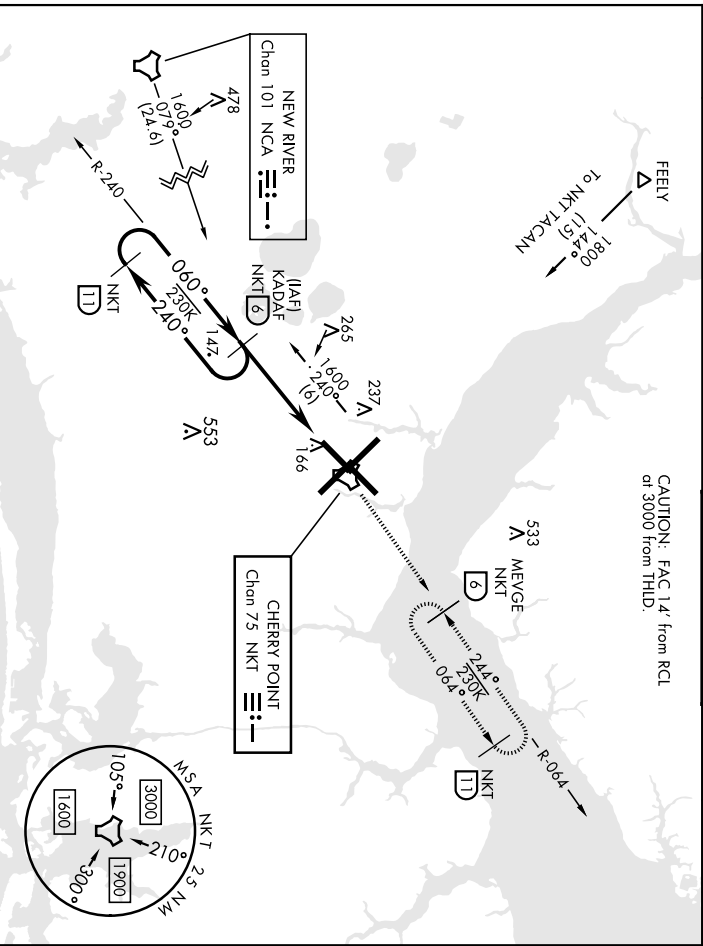 FEELY
1800
144°
(15)
To NKT TACAN
CAUTION: FAC 14' from RCL
at 3000 from THLD.
478
1600
079°
(24.6)
NEW RIVER
Chan 101 NCA
R-240
(IAF)
KADAF
NKT 6
060°
230K
240°
NKT
11
147
265
1600
240°
(6)
237
553
166
533
MEVGE
NKT
6
244°
230K
064°
R-064
NKT
11
CHERRY POINT
Chan 75 NKT
MSA NKT 25 NM
105°
3000
210°
1600
1900
300°